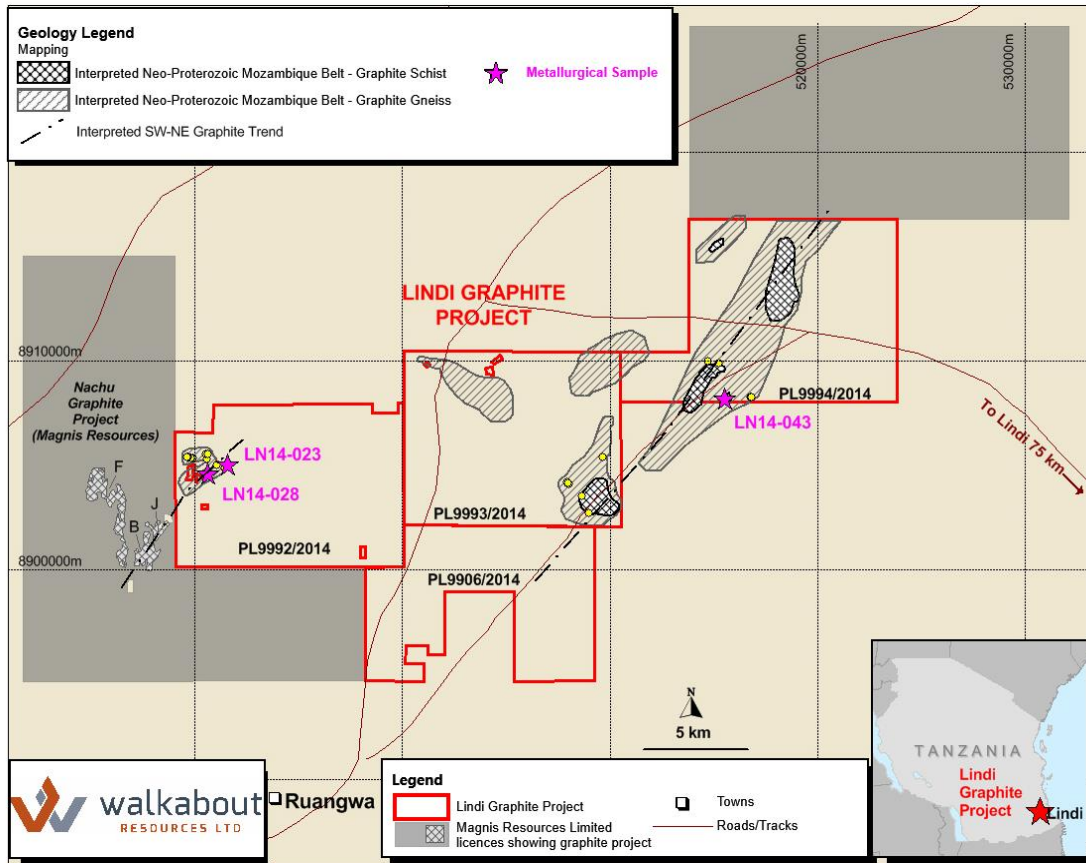 Geology Legend
Mapping
Interpreted Neo-Proterozoic Mozambique Belt - Graphite Schist
Metallurgical Sample
Interpreted Neo-Proterozoic Mozambique Belt - Graphite Gneiss
Interpreted SW-NE Graphite Trend
520000m
530000m
LINDI GRAPHITE
PROJECT
8910000m
Nachu
Graphite
Project
(Magnis Resources)
PL9994/2014
LN14-043
To Lindi 75 km
LN14-023
LN14-028
F
J
B
PL9993/2014
PL9992/2014
8900000m
PL9906/2014
N
5 km
TANZANIA
Lindi
Graphite
Project
Lindi
walkabout
RESOURCES LTD
Ruangwa
Legend
Lindi Graphite Project
Towns
Magnis Resources Limited
licences showing graphite project
Roads/Tracks